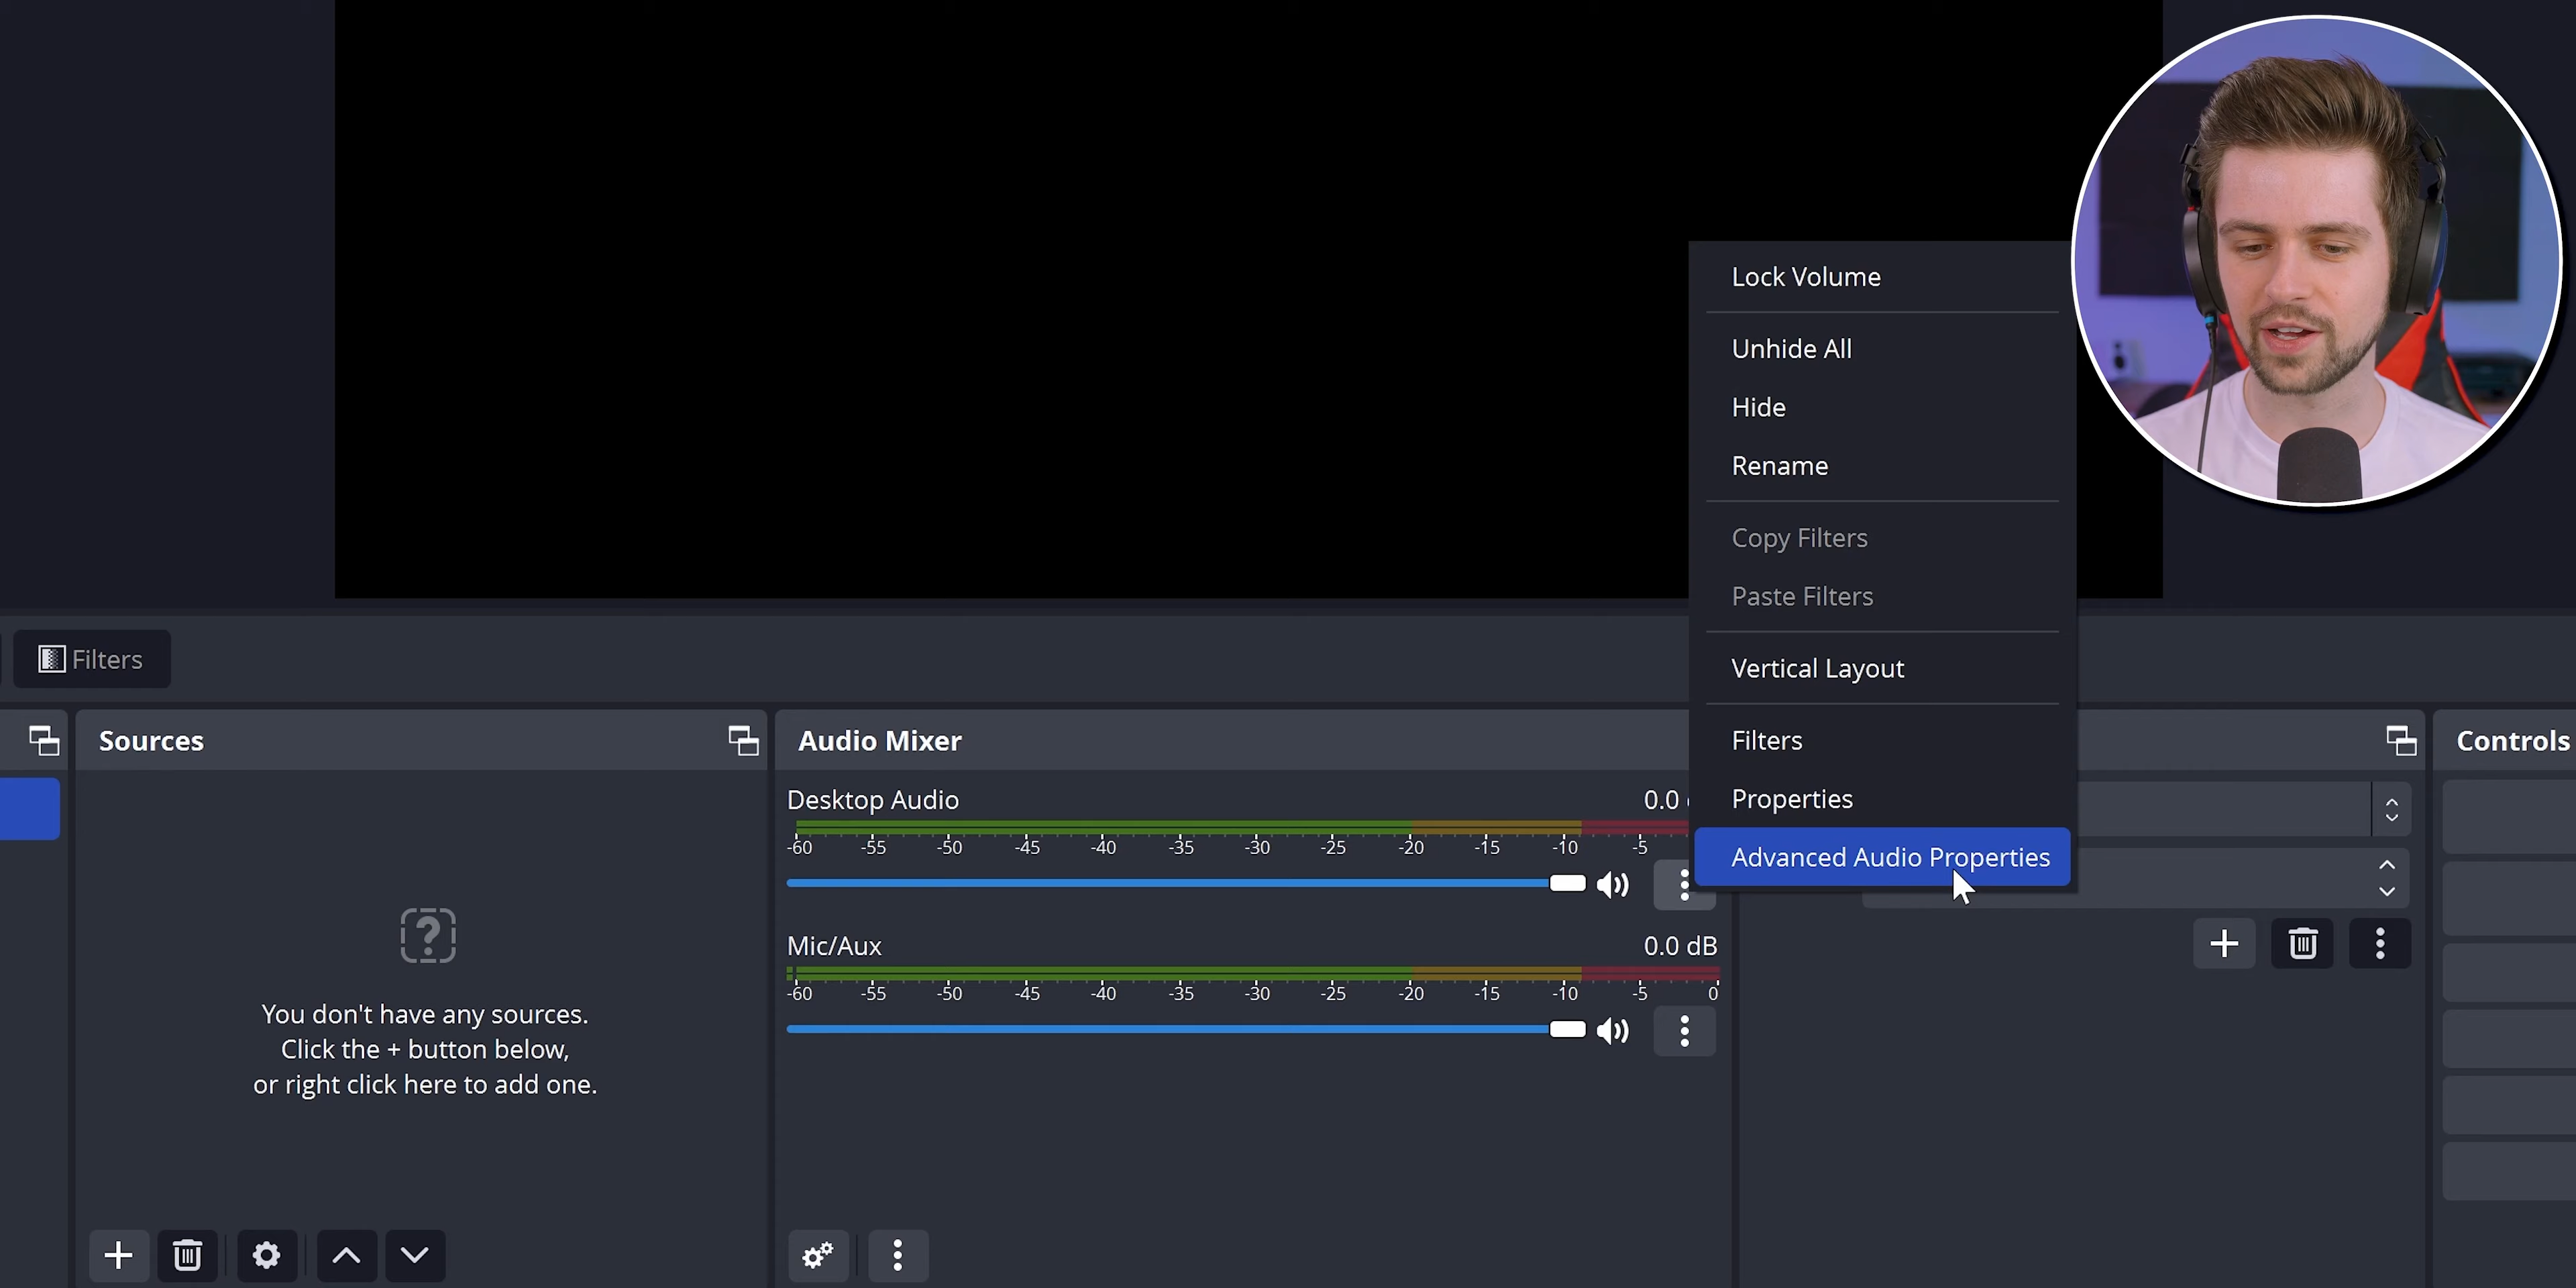 Lock Volume
Unhide All
Hide
Rename
Copy Filters
Paste Filters
Vertical Layout
Filters
Properties
Advanced Audio Properties
Filters
Sources
You don't have any sources.
Click the + button below,
or right click here to add one.
Audio Mixer
Desktop Audio 0.0
-60 -55 -50 -45 -40 -35 -30 -25 -20 -15 -10 -5
Mic/Aux 0.0 dB
-60 -55 -50 -45 -40 -35 -30 -25 -20 -15 -10 -5 0
Controls